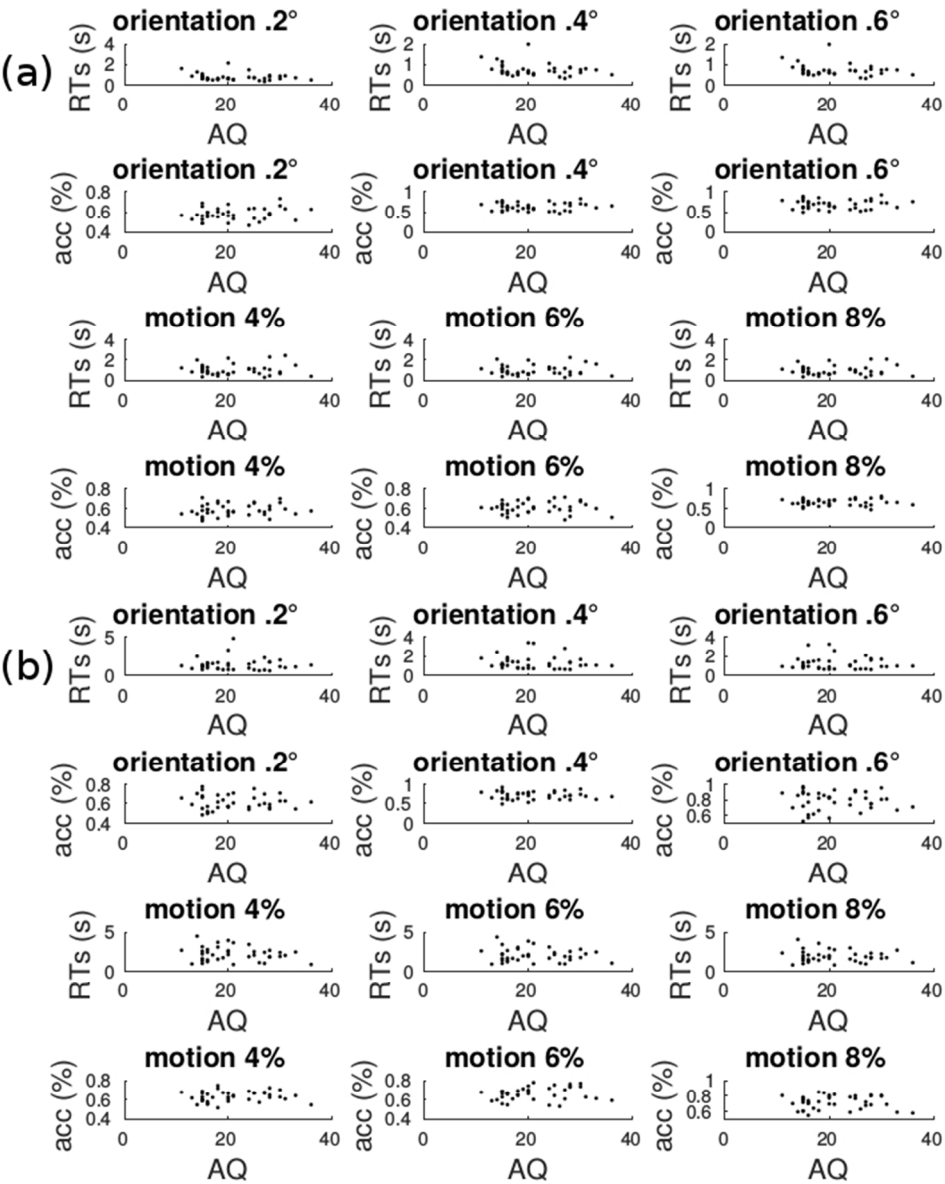 (a)
orientation .2° orientation .4° orientation .6°
RTs (s) 4 2 0 RTs (s) 2 1 0 RTs (s) 2 1 0
0 20 40 0 20 40 0 20 40
AQ AQ AQ
orientation .2° orientation .4° orientation .6°
acc (%) 0.8 0.6 0.4 acc (%) 1 0.5 0 acc (%) 1 0.5 0
0 20 40 0 20 40 0 20 40
AQ AQ AQ
motion 4% motion 6% motion 8%
RTs (s) 4 2 0 RTs (s) 4 2 0 RTs (s) 4 2 0
0 20 40 0 20 40 0 20 40
AQ AQ AQ
motion 4% motion 6% motion 8%
acc (%) 0.8 0.6 0.4 acc (%) 0.8 0.6 0.4 acc (%) 1 0.5 0
0 20 40 0 20 40 0 20 40
AQ AQ AQ
(b)
orientation .2° orientation .4° orientation .6°
RTs (s) 5 0 RTs (s) 4 2 0 RTs (s) 4 2 0
0 20 40 0 20 40 0 20 40
AQ AQ AQ
orientation .2° orientation .4° orientation .6°
acc (%) 0.8 0.6 0.4 acc (%) 1 0.5 0 acc (%) 1 0.8 0.6
0 20 40 0 20 40 0 20 40
AQ AQ AQ
motion 4% motion 6% motion 8%
RTs (s) 5 0 RTs (s) 5 0 RTs (s) 5 0
0 20 40 0 20 40 0 20 40
AQ AQ AQ
motion 4% motion 6% motion 8%
acc (%) 0.8 0.6 0.4 acc (%) 0.8 0.6 0.4 acc (%) 1 0.8 0.6
0 20 40 0 20 40 0 20 40
AQ AQ AQ